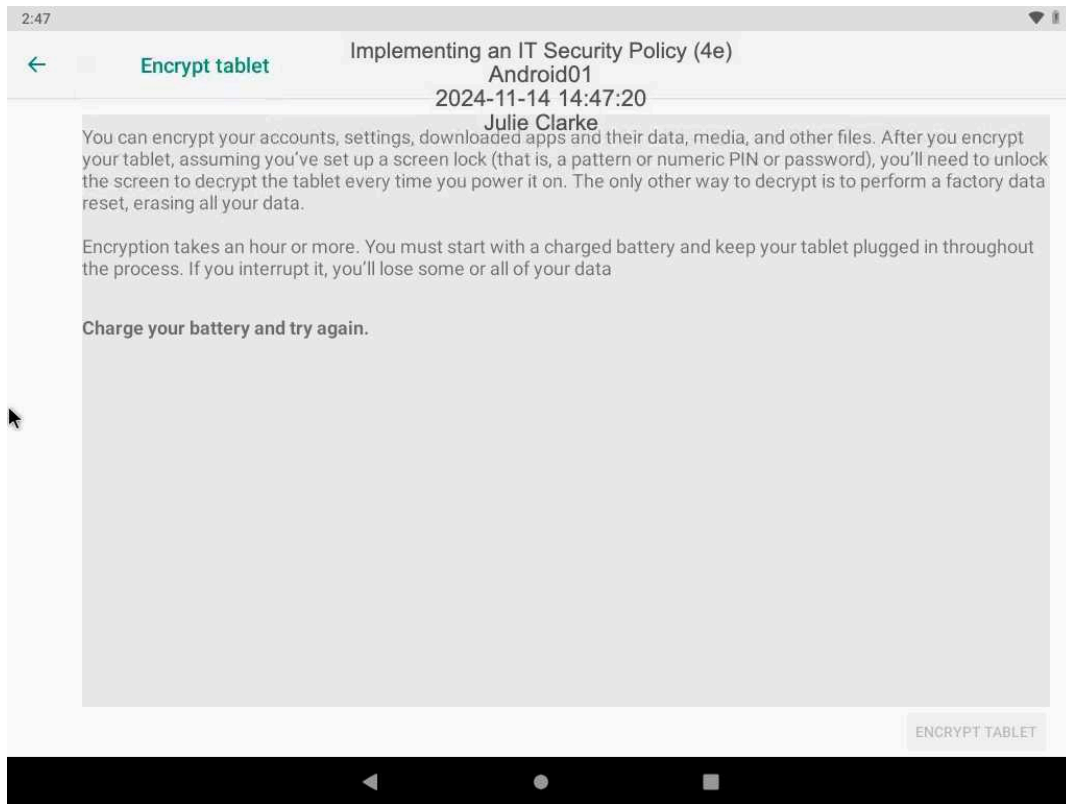 2:47
Encrypt tablet
Implementing an IT Security Policy (4e)
Android01
2024-11-14 14:47:20
Julie Clarke
You can encrypt your accounts, settings, downloaded apps and their data, media, and other files. After you encrypt
your tablet, assuming you've set up a screen lock (that is, a pattern or numeric PIN or password), you'll need to unlock
the screen to decrypt the tablet every time you power it on. The only other way to decrypt is to perform a factory data
reset, erasing all your data.
Encryption takes an hour or more. You must start with a charged battery and keep your tablet plugged in throughout
the process. If you interrupt it, you'll lose some or all of your data
Charge your battery and try again.
ENCRYPT TABLET